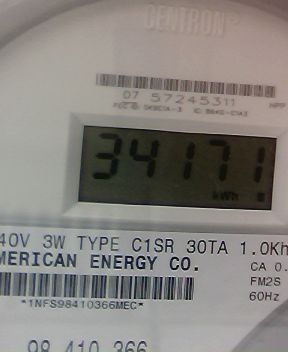 CENTRON®
07 57245311
34171
kWh
40V 3W TYPE C1SR 30TA 1.0Kh
MERICAN ENERGY CO.
CA 0.
FM2S
60Hz
*1NFS98410366MEC*
98 410 366